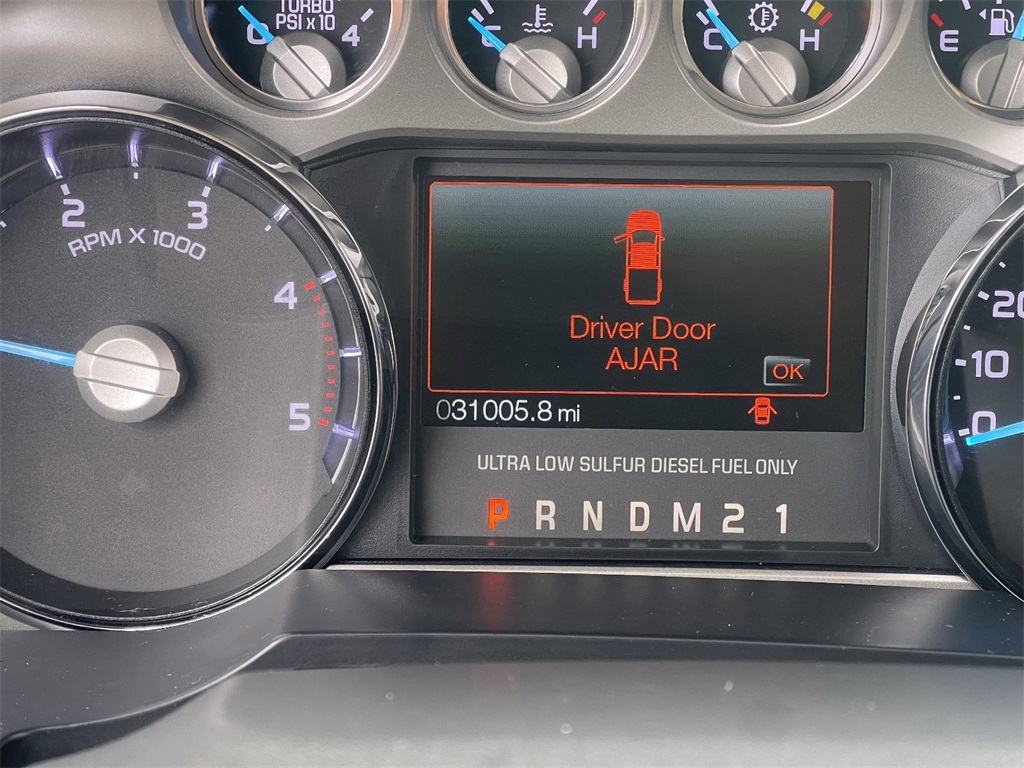 TURBO
PSI x 10
0 4
C H
C H
E
2 3
RPM X 1000
4
5
Driver Door
AJAR
OK
031005.8 mi
ULTRA LOW SULFUR DIESEL FUEL ONLY
P R N D M 2 1
20
10
0